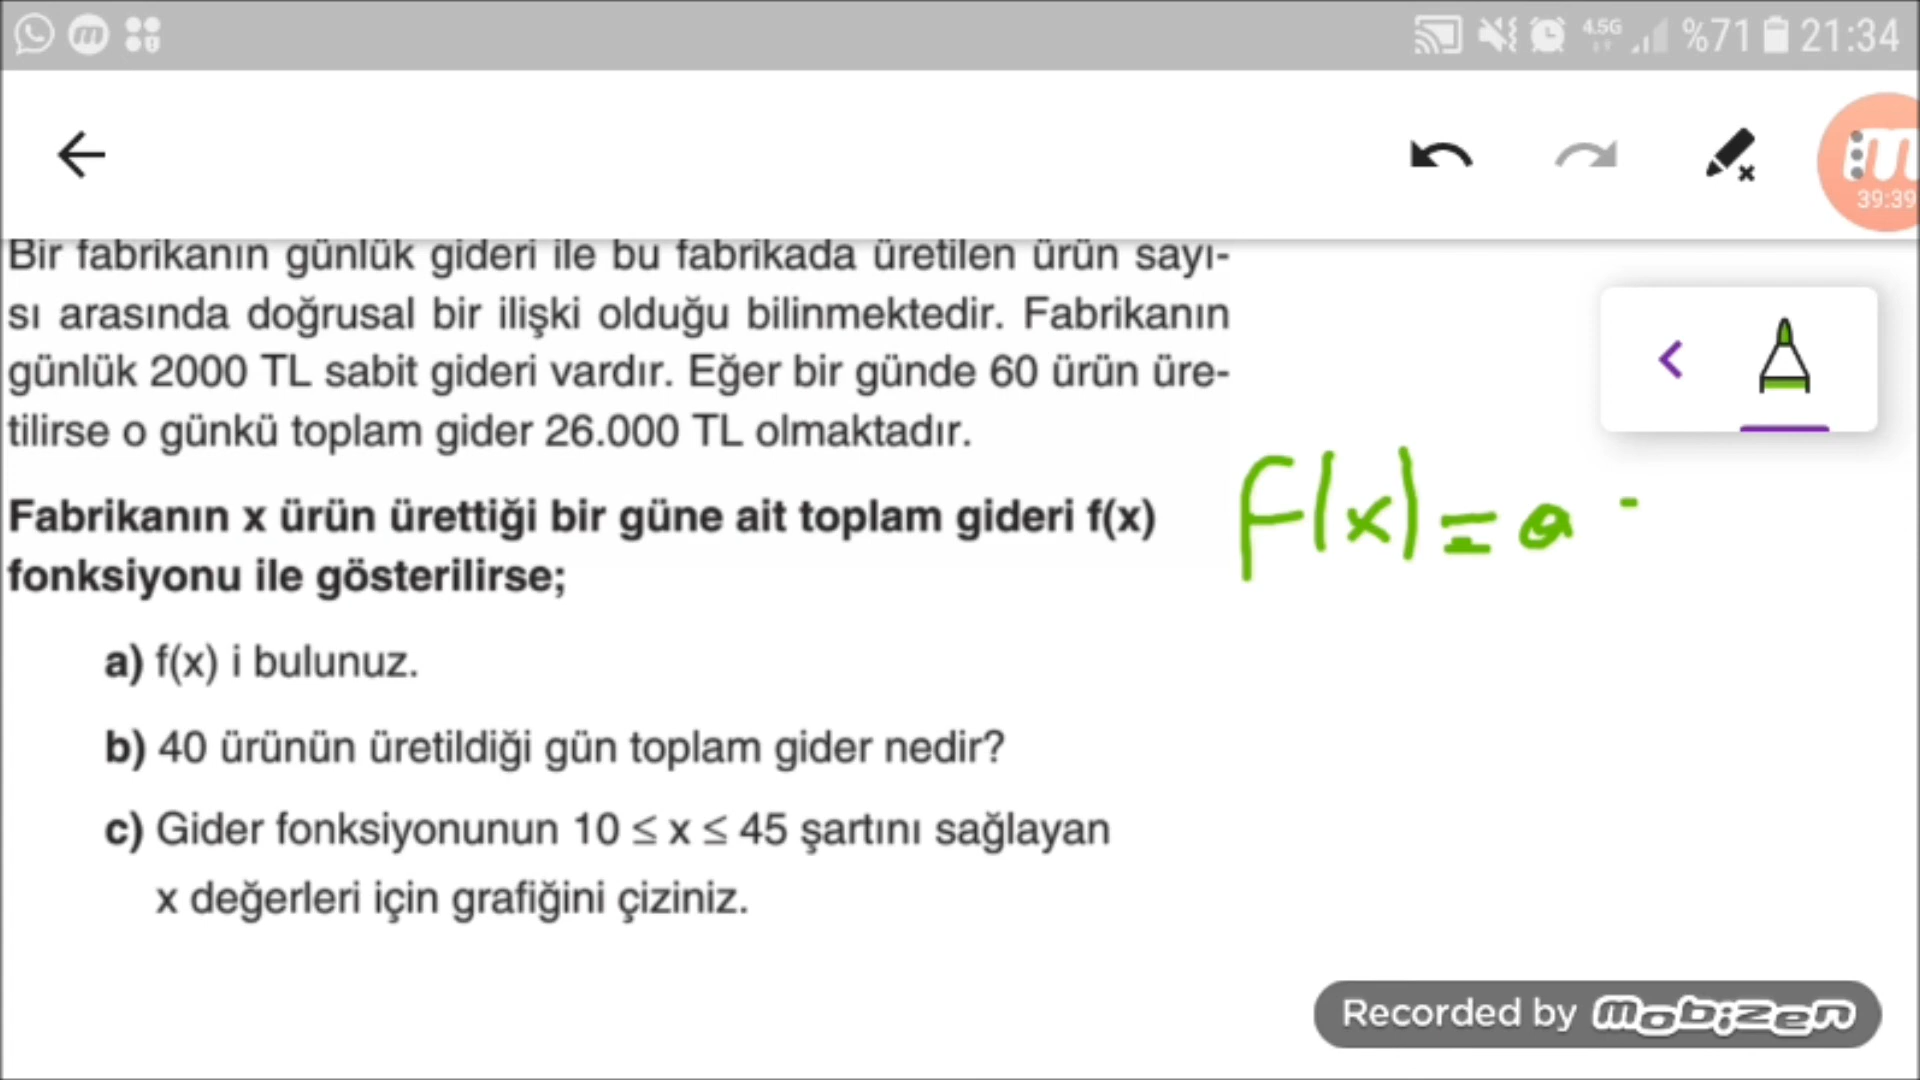 4.5G %71 21:34
39:39
Bir fabrikanın günlük gideri ile bu fabrikada üretilen ürün sayı-
sı arasında doğrusal bir ilişki olduğu bilinmektedir. Fabrikanın
günlük 2000 TL sabit gideri vardır. Eğer bir günde 60 ürün üre-
tilirse o günkü toplam gider 26.000 TL olmaktadır.
Fabrikanın x ürün ürettiği bir güne ait toplam gideri f(x)
fonksiyonu ile gösterilirse;
F(x)=a
a) f(x) i bulunuz.
b) 40 ürünün üretildiği gün toplam gider nedir?
c) Gider fonksiyonunun 10 ≤ x ≤ 45 şartını sağlayan
x değerleri için grafiğini çiziniz.
Recorded by mobizen